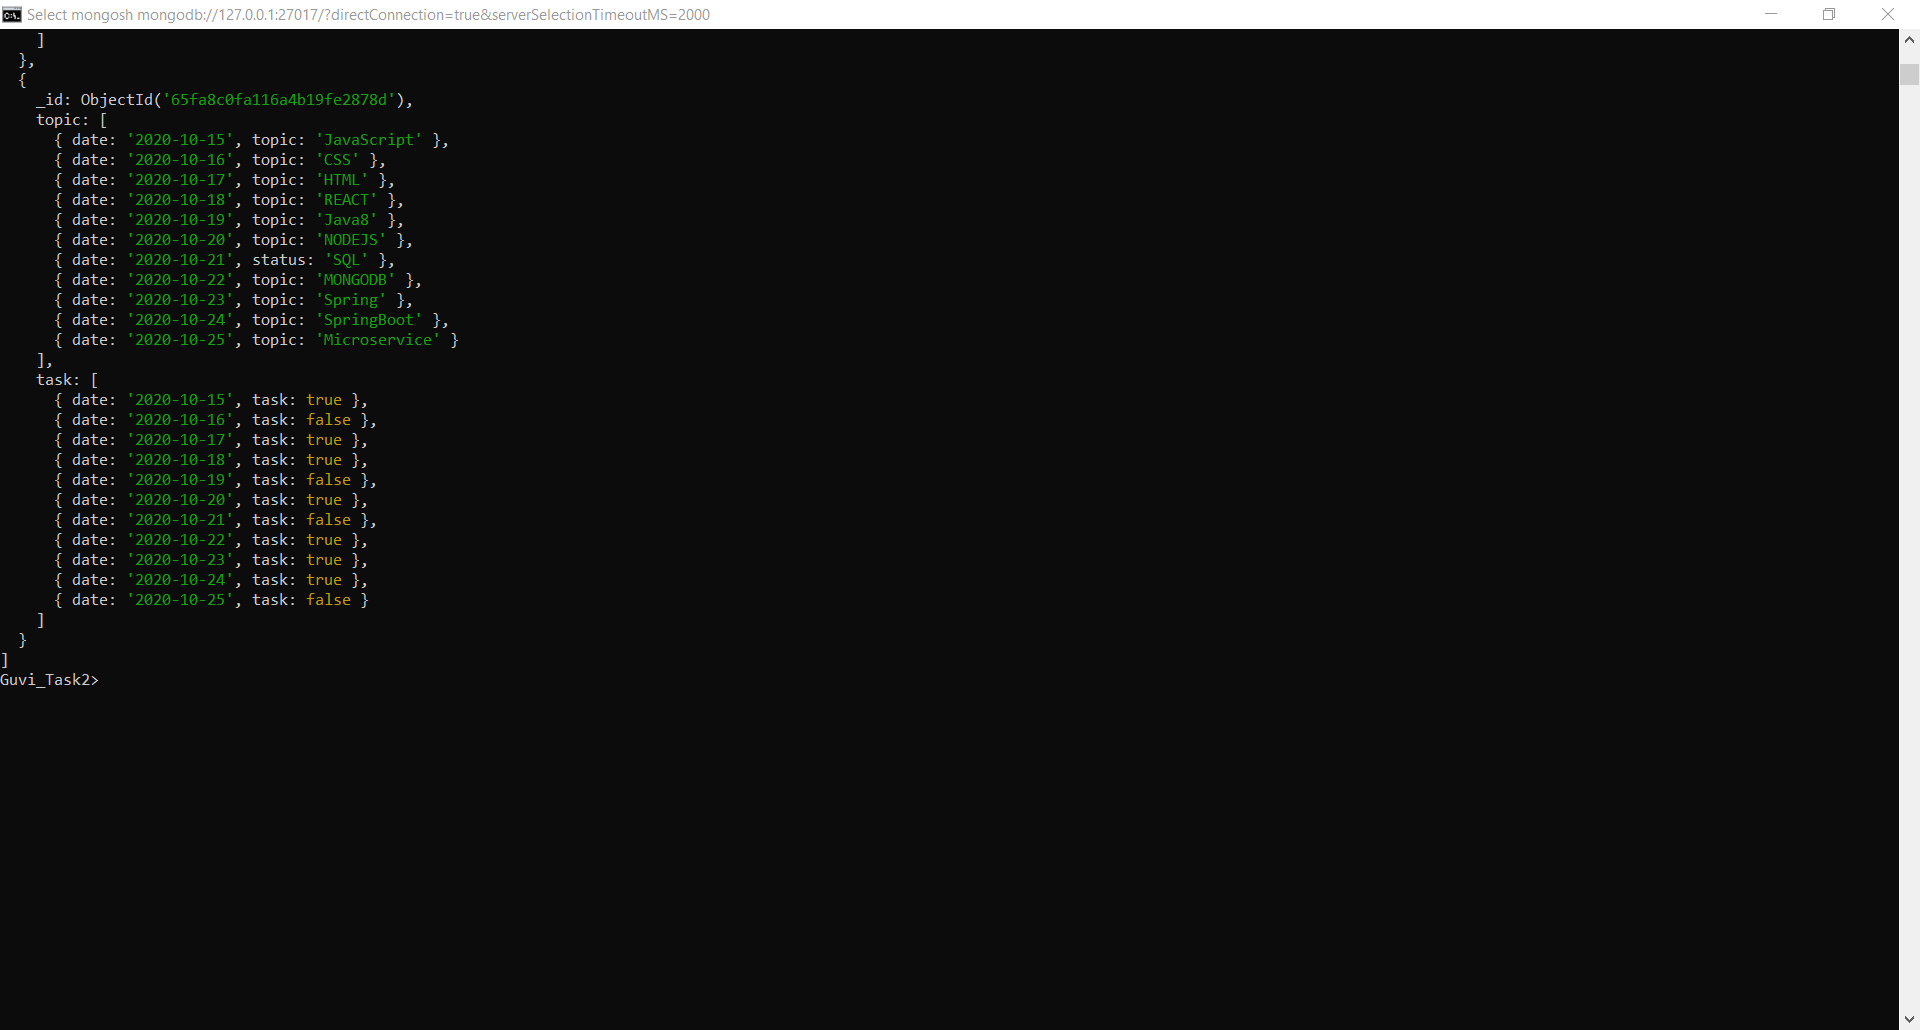 Select mongosh mongodb://127.0.0.1:27017/?directConnection=true&serverSelectionTimeoutMS=2000
    ]
  },
  {
    _id: ObjectId('65fa8c0fa116a4b19fe2878d'),
    topic: [
      { date: '2020-10-15', topic: 'JavaScript' },
      { date: '2020-10-16', topic: 'CSS' },
      { date: '2020-10-17', topic: 'HTML' },
      { date: '2020-10-18', topic: 'REACT' },
      { date: '2020-10-19', topic: 'Java8' },
      { date: '2020-10-20', topic: 'NODEJS' },
      { date: '2020-10-21', status: 'SQL' },
      { date: '2020-10-22', topic: 'MONGODB' },
      { date: '2020-10-23', topic: 'Spring' },
      { date: '2020-10-24', topic: 'SpringBoot' },
      { date: '2020-10-25', topic: 'Microservice' }
    ],
    task: [
      { date: '2020-10-15', task: true },
      { date: '2020-10-16', task: false },
      { date: '2020-10-17', task: true },
      { date: '2020-10-18', task: true },
      { date: '2020-10-19', task: false },
      { date: '2020-10-20', task: true },
      { date: '2020-10-21', task: false },
      { date: '2020-10-22', task: true },
      { date: '2020-10-23', task: true },
      { date: '2020-10-24', task: true },
      { date: '2020-10-25', task: false }
    ]
  }
]
Guvi_Task2>